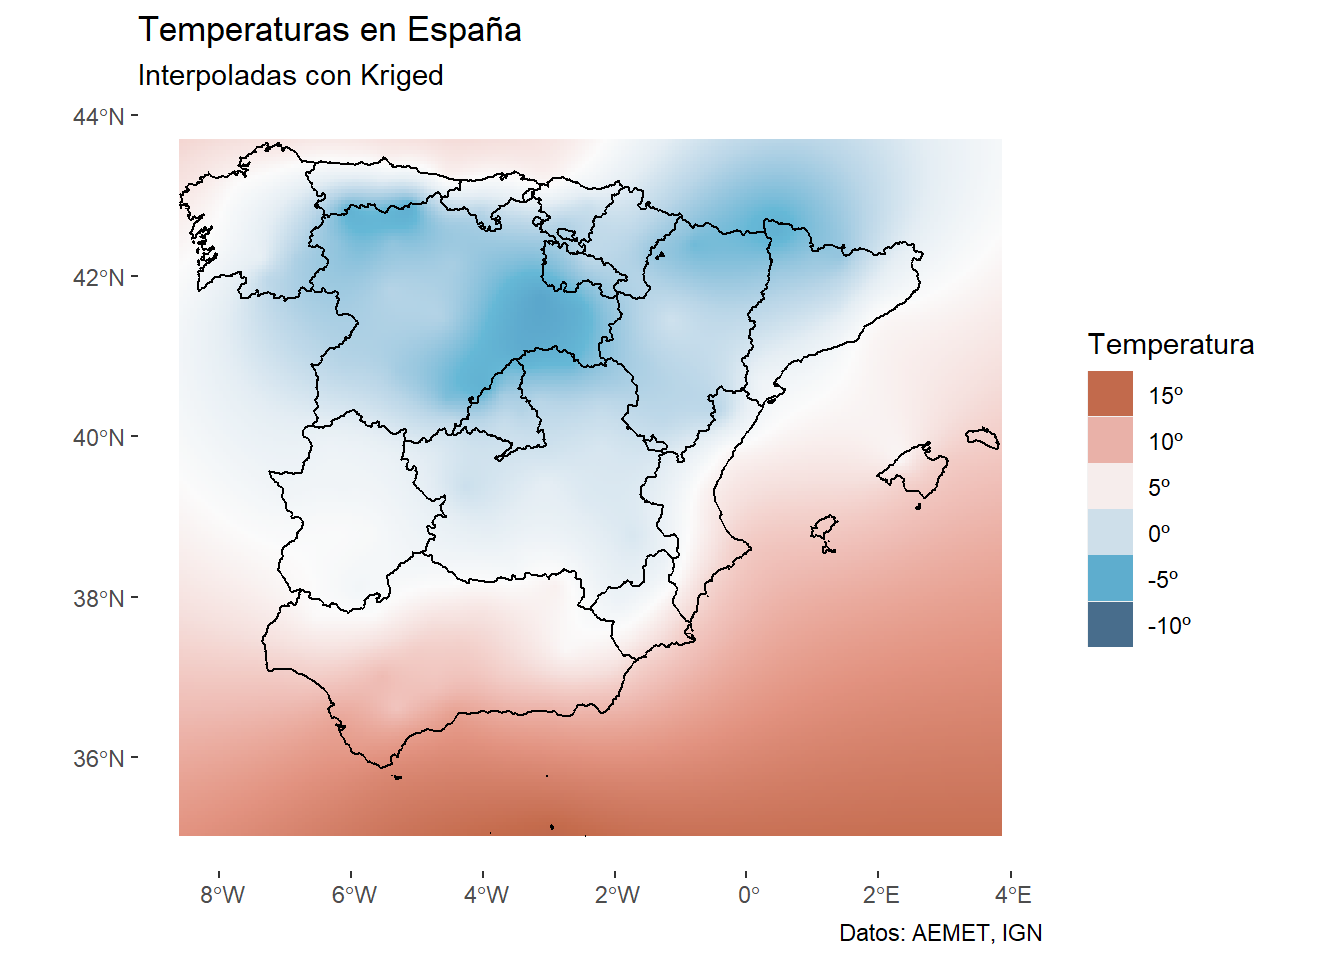 Temperaturas en España
Interpoladas con Kriged
44°N
42°N
40°N
38°N
36°N
8°W
6°W
4°W
2°W
0°
2°E
4°E
Temperatura
15º
10º
5º
0º
-5º
-10º
Datos: AEMET, IGN